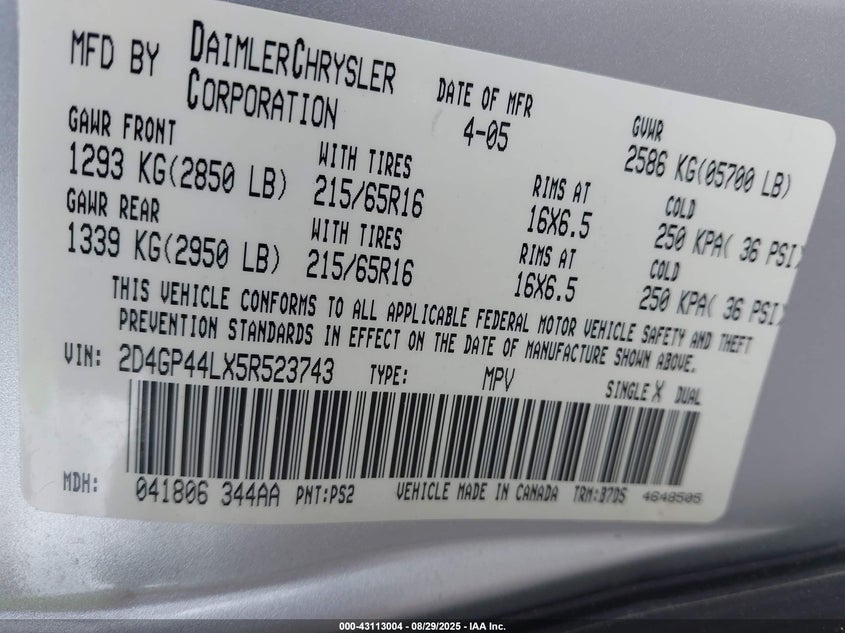 MFD BY DAIMLERCHRYSLER CORPORATION
DATE OF MFR 4-05
GVWR 2586 KG(05700 LB)
GAWR FRONT
1293 KG(2850 LB) WITH TIRES 215/65R16 RIMS AT 16X6.5 COLD 250 KPA( 36 PSI)
GAWR REAR
1339 KG(2950 LB) WITH TIRES 215/65R16 RIMS AT 16X6.5 COLD 250 KPA( 36 PSI)
THIS VEHICLE CONFORMS TO ALL APPLICABLE FEDERAL MOTOR VEHICLE SAFETY AND THEFT
PREVENTION STANDARDS IN EFFECT ON THE DATE OF MANUFACTURE SHOWN ABOVE.
VIN: 2D4GP44LX5R523743 TYPE: MPV SINGLE X DUAL
MDH: 041806 344AA PNT:PS2 VEHICLE MADE IN CANADA TRM:B7DS 4648505
000-43113004 - 08/29/2025 - IAA Inc.